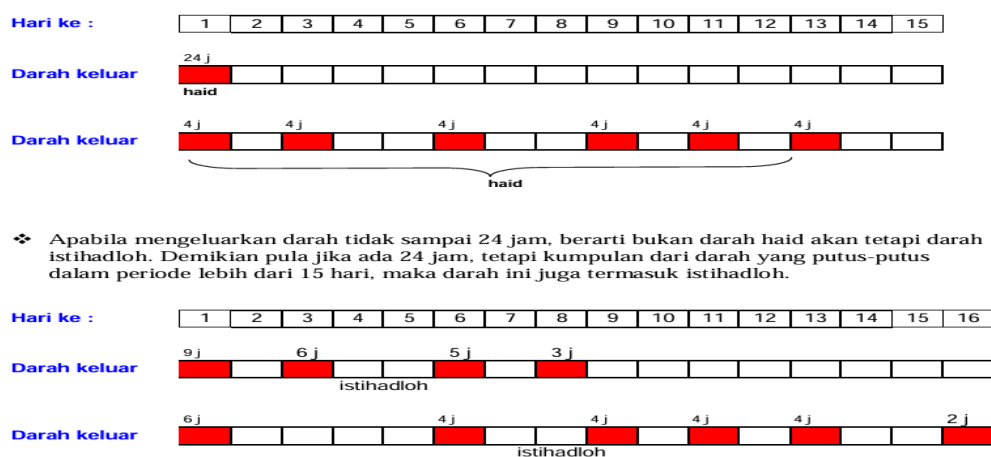 Hari ke : 1 2 3 4 5 6 7 8 9 10 11 12 13 14 15
24 j
Darah keluar
haid
4 j 4 j 4 j 4 j 4 j 4 j
Darah keluar
haid
❖ Apabila mengeluarkan darah tidak sampai 24 jam, berarti bukan darah haid akan tetapi darah
istihadloh. Demikian pula jika ada 24 jam, tetapi kumpulan dari darah yang putus-putus
dalam periode lebih dari 15 hari, maka darah ini juga termasuk istihadloh.
Hari ke : 1 2 3 4 5 6 7 8 9 10 11 12 13 14 15 16
9 j 6 j 5 j 3 j
Darah keluar
istihadloh
6 j 4 j 4 j 4 j 4 j 2 j
Darah keluar
istihadloh